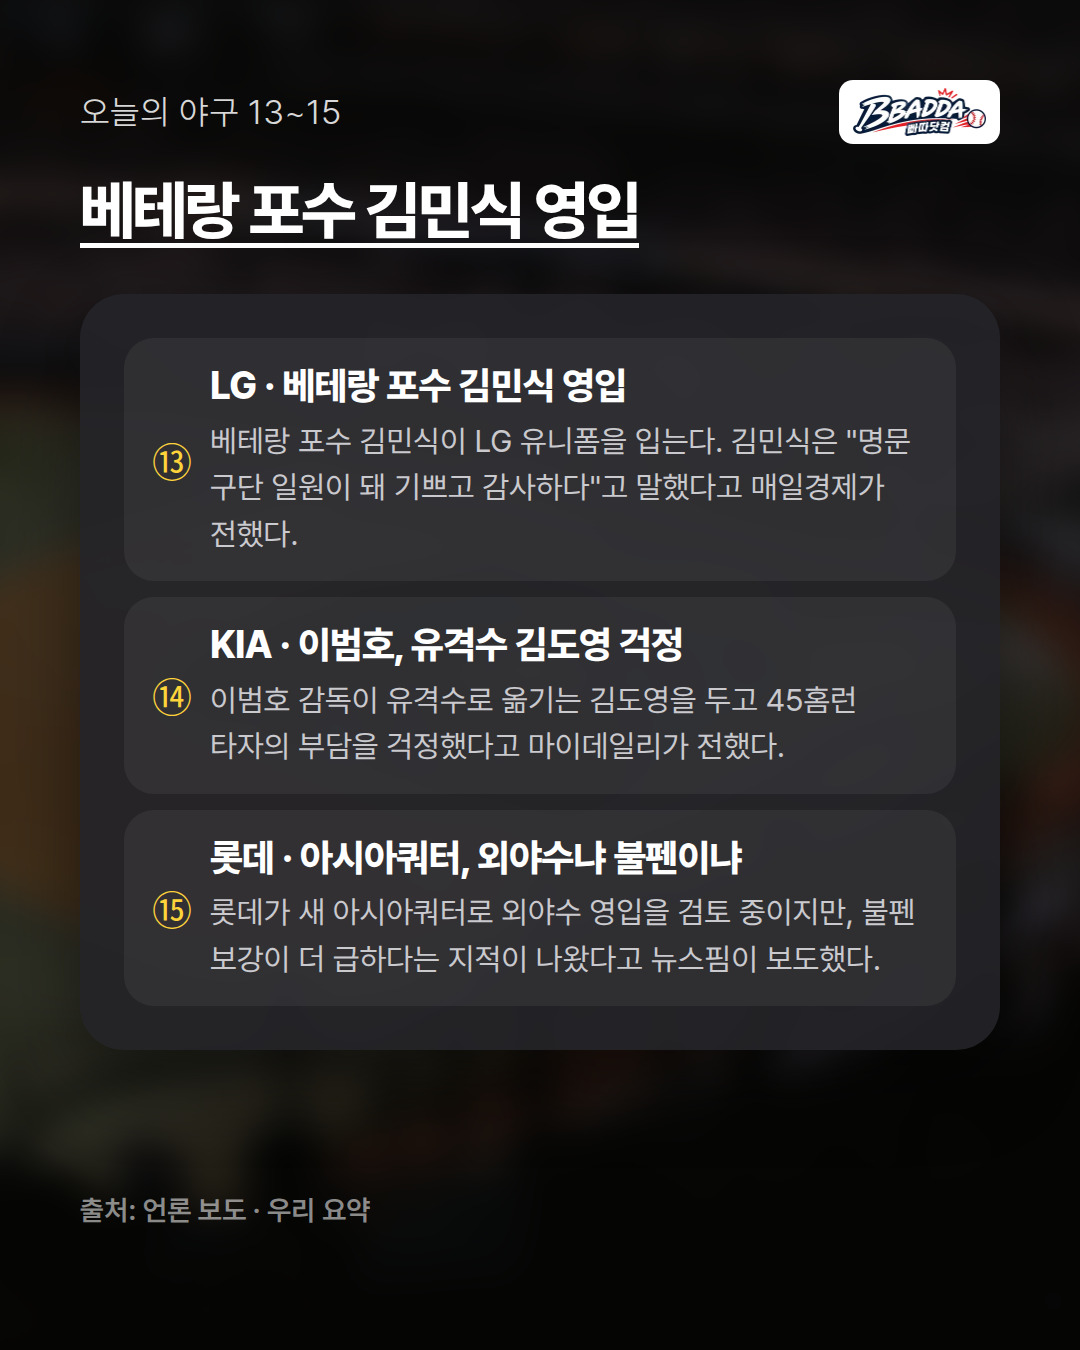 오늘의 야구 13~15
BBADDA
빠따닷컴
베테랑 포수 김민식 영입
LG · 베테랑 포수 김민식 영입
⑬ 베테랑 포수 김민식이 LG 유니폼을 입는다. 김민식은 "명문
구단 일원이 돼 기쁘고 감사하다"고 말했다고 매일경제가
전했다.
KIA · 이범호, 유격수 김도영 걱정
⑭ 이범호 감독이 유격수로 옮기는 김도영을 두고 45홈런
타자의 부담을 걱정했다고 마이데일리가 전했다.
롯데 · 아시아쿼터, 외야수냐 불펜이냐
⑮ 롯데가 새 아시아쿼터로 외야수 영입을 검토 중이지만, 불펜
보강이 더 급하다는 지적이 나왔다고 뉴스핌이 보도했다.
출처: 언론 보도 · 우리 요약